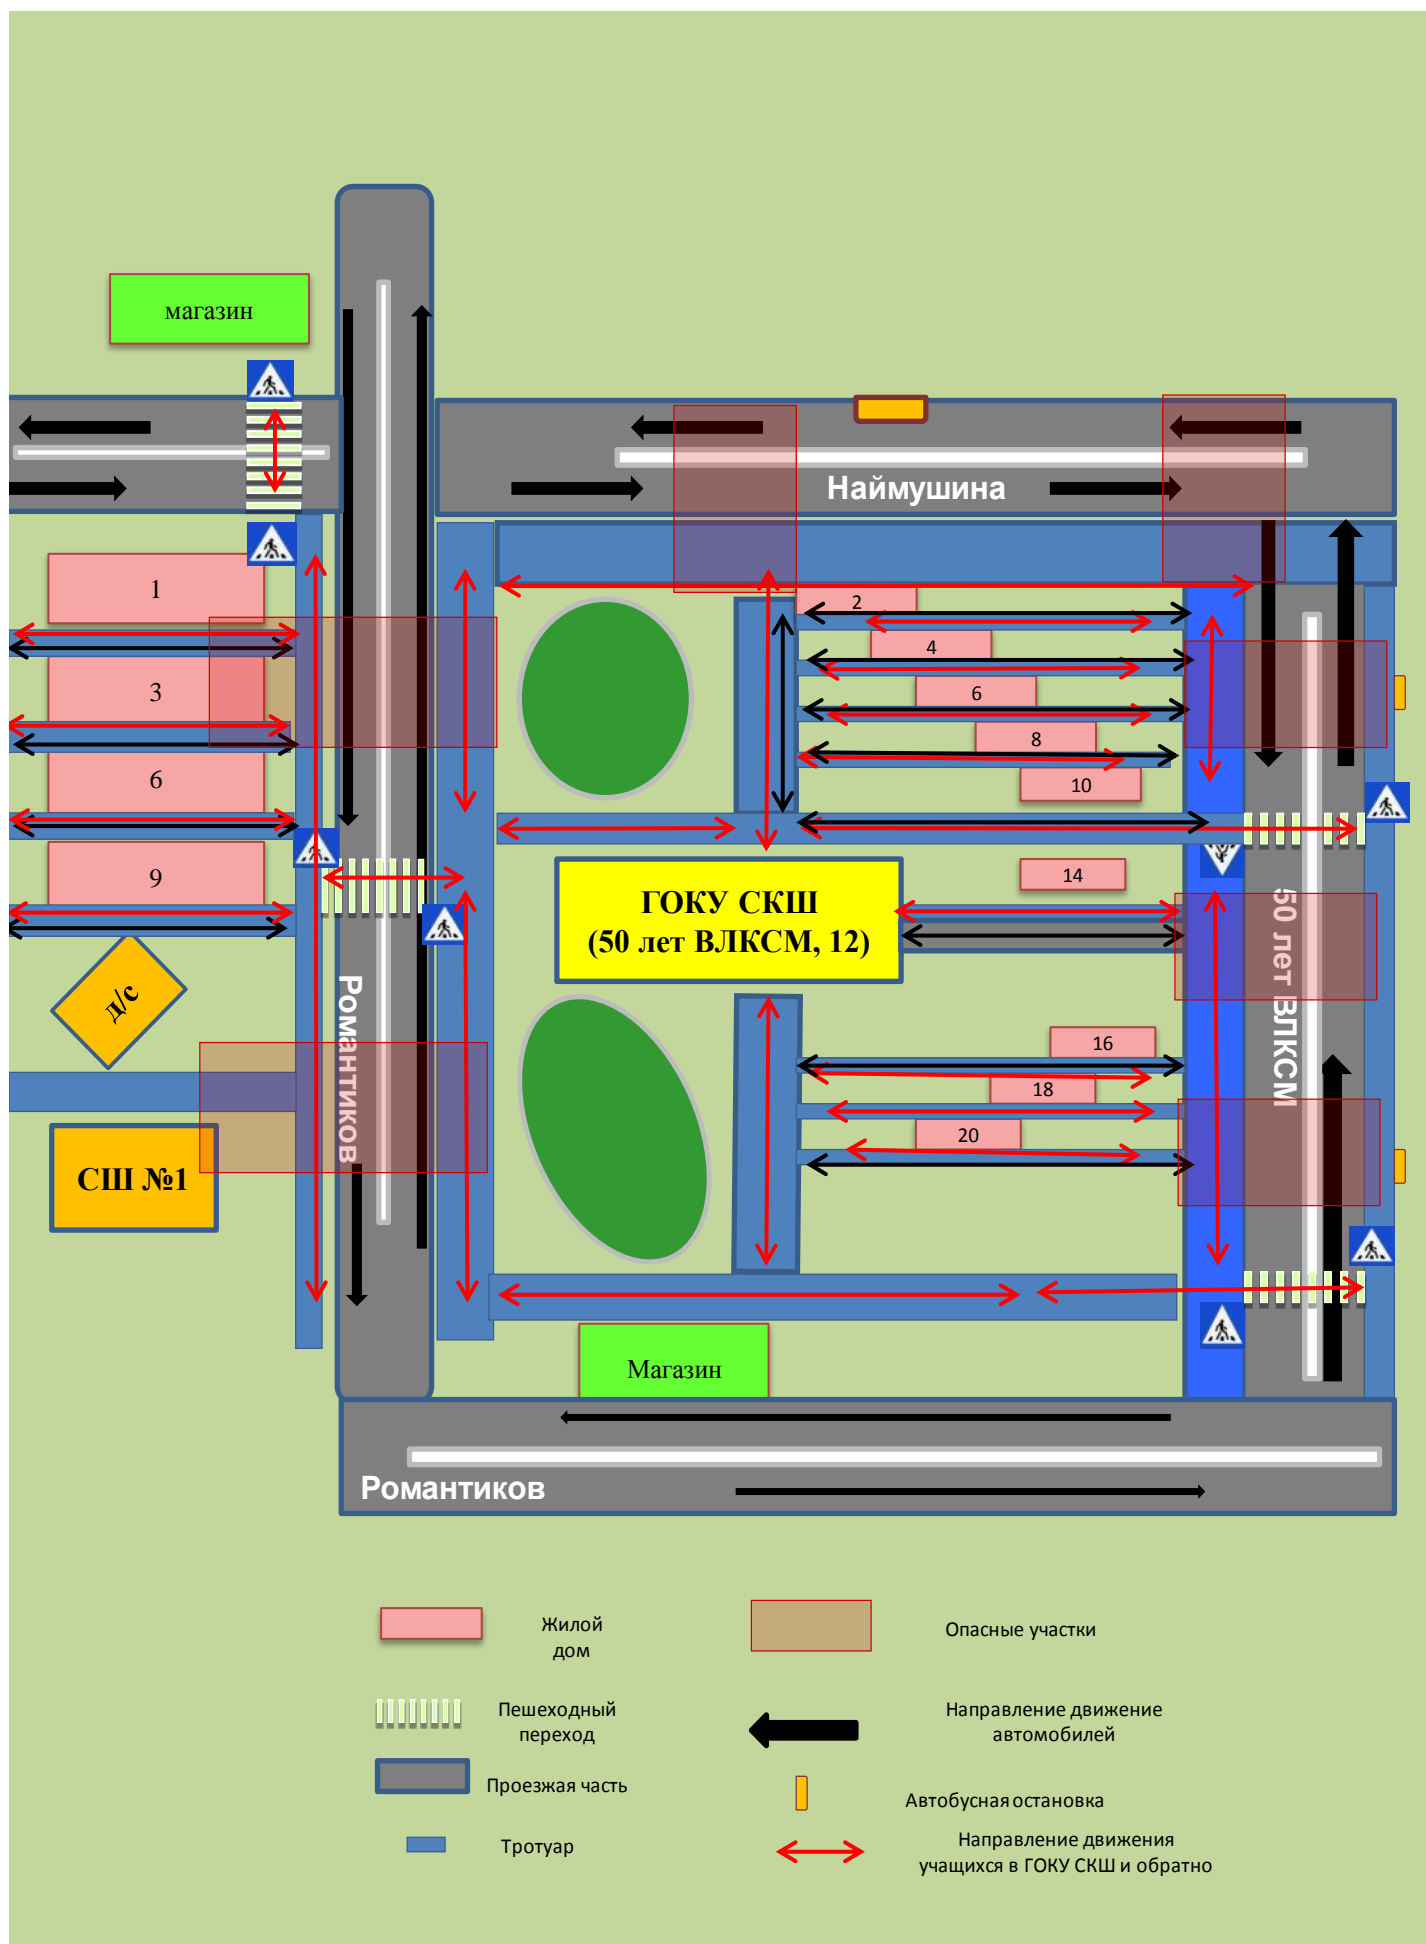 магазин
Наймушина
1
2
4
3
6
8
6
10
9
14
ГОКУ СКШ
(50 лет ВЛКСМ, 12)
50 лет ВЛКСМ
д/с
Романтиков
16
18
20
СШ №1
Магазин
Романтиков
Жилой
дом
Опасные участки
Пешеходный
переход
Направление движение
автомобилей
Проезжая часть
Автобусная остановка
Тротуар
Направление движения
учащихся в ГОКУ СКШ и обратно